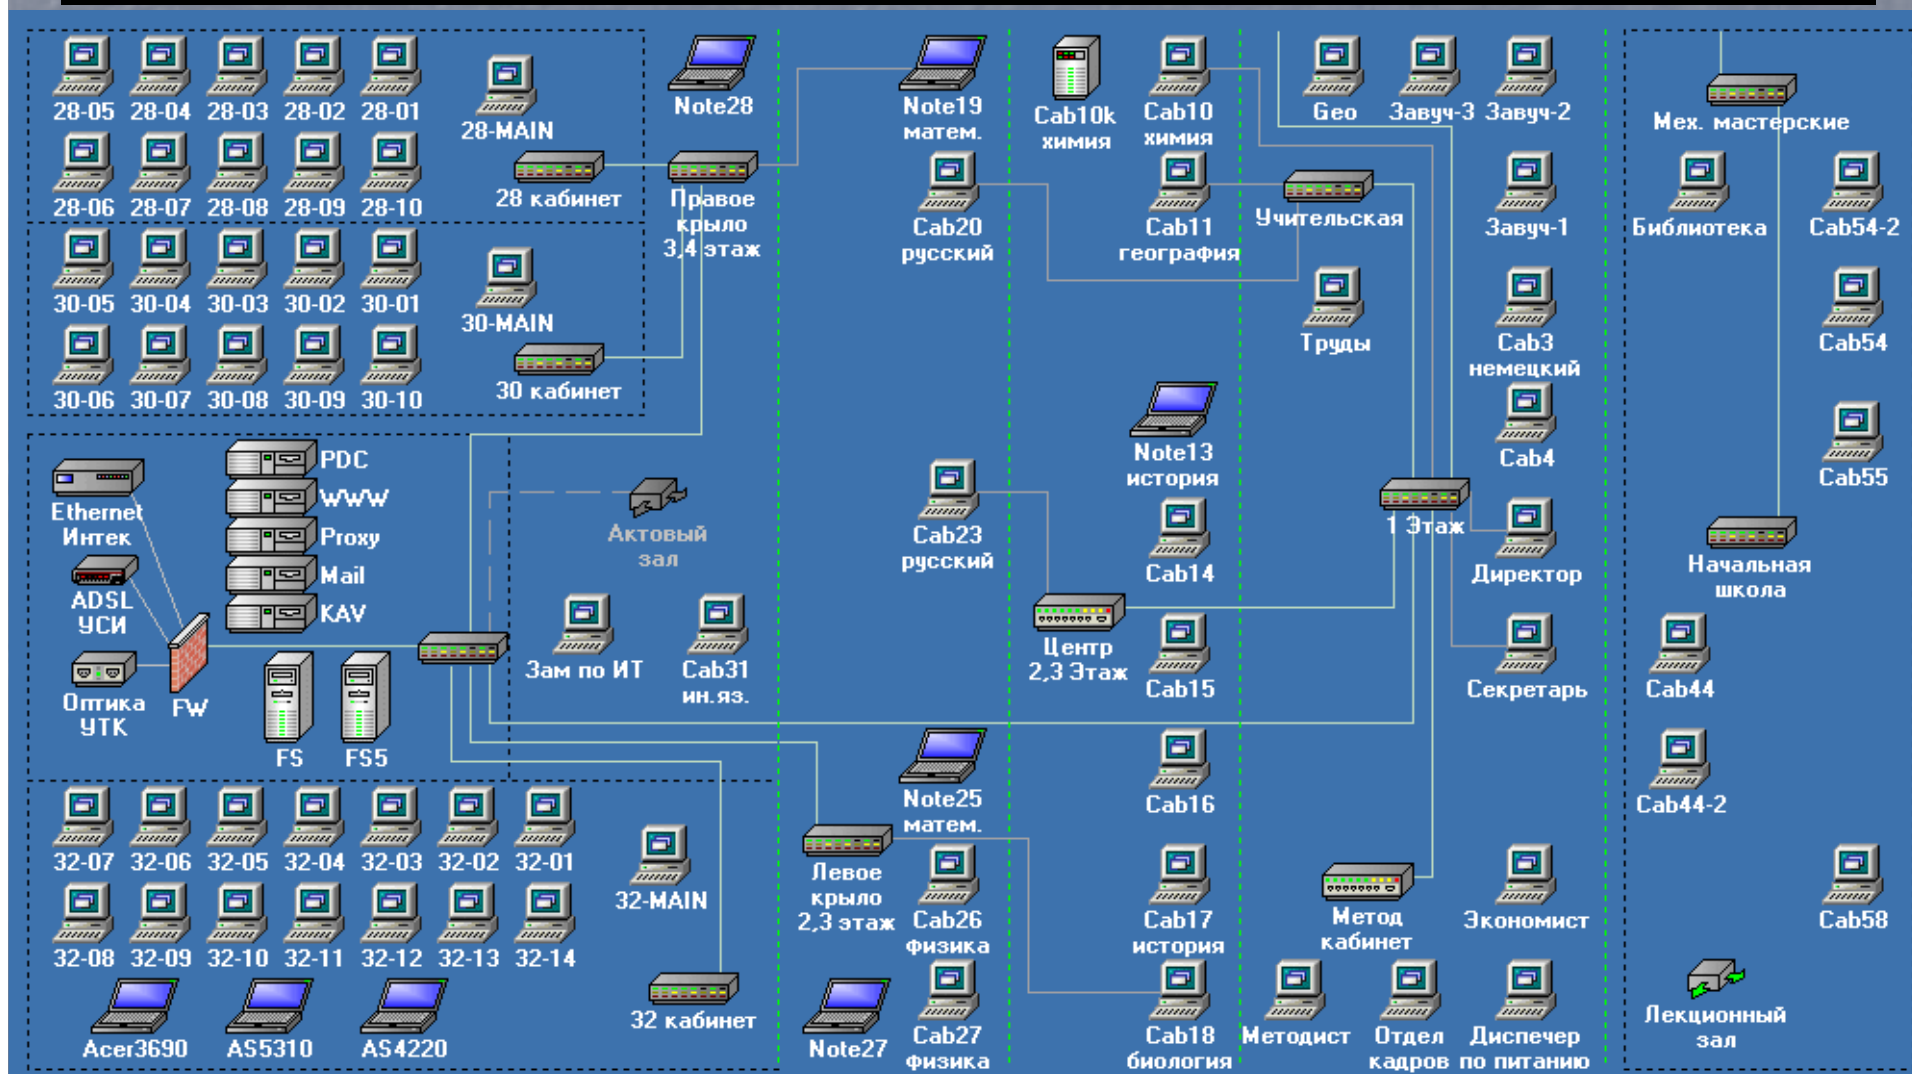 28-05 28-04 28-03 28-02 28-01
28-MAIN
28-06 28-07 28-08 28-09 28-10
28 кабинет
30-05 30-04 30-03 30-02 30-01
30-MAIN
30-06 30-07 30-08 30-09 30-10
30 кабинет
Note28
Правое
крыло
3,4 этаж
Ethernet
Интек
ADSL
УСИ
Оптика
УТК
FW
PDC
WWW
Proxy
Mail
KAV
FS
FS5
Актовый
зал
Зам по ИТ
Cab31
ин.яз.
32-07 32-06 32-05 32-04 32-03 32-02 32-01
32-MAIN
32-08 32-09 32-10 32-11 32-12 32-13 32-14
Acer3690
AS5310
AS4220
32 кабинет
Note19
матем.
Cab20
русский
Cab23
русский
Note25
матем.
Левое
крыло
2,3 этаж
Cab26
физика
Note27
Cab27
физика
Cab10k
химия
Cab10
химия
Cab11
география
Note13
история
Cab14
Центр
2,3 Этаж
Cab15
Cab16
Cab17
история
Cab18
биология
Geo
Завуч-3
Завуч-2
Учительская
Завуч-1
Труды
Cab3
немецкий
Cab4
1 Этаж
Директор
Секретарь
Метод
кабинет
Экономист
Методист
Отдел
кадров
Диспечер
по питанию
Мех. мастерские
Библиотека
Cab54-2
Cab54
Cab55
Начальная
школа
Cab44
Cab44-2
Cab58
Лекционный
зал